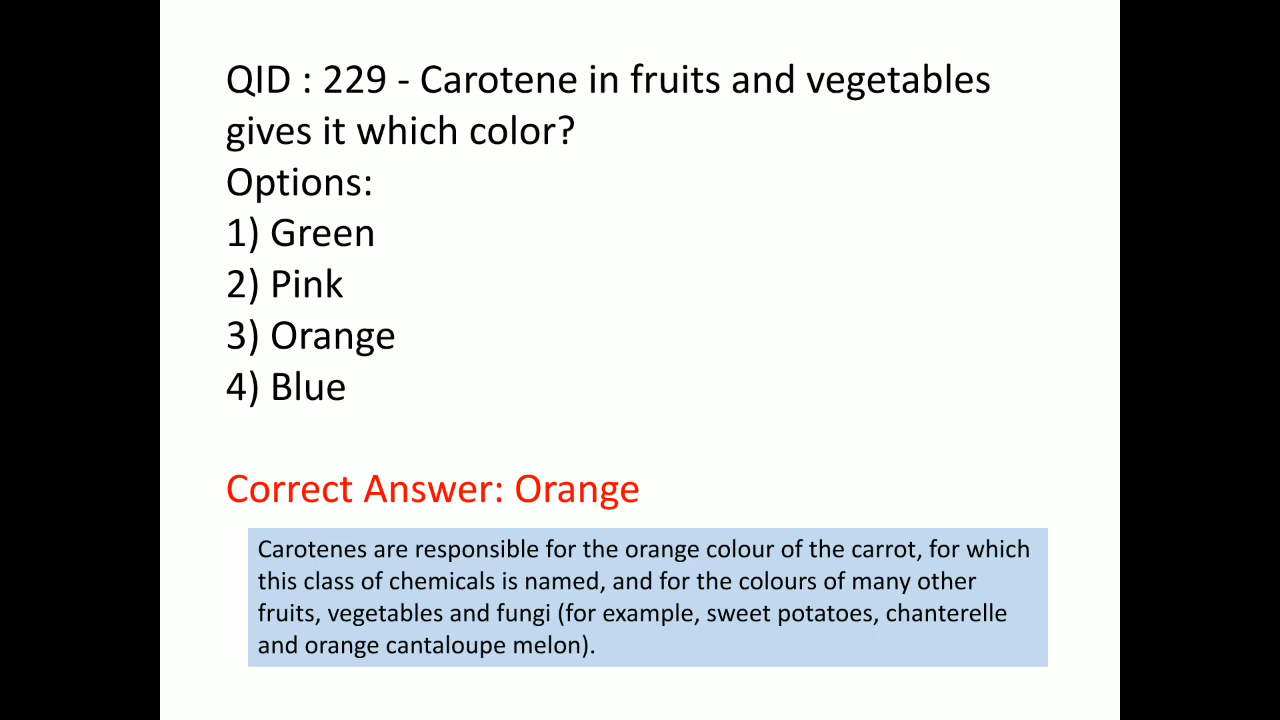 QID : 229 - Carotene in fruits and vegetables
gives it which color?
Options:
1) Green
2) Pink
3) Orange
4) Blue
Correct Answer: Orange
Carotenes are responsible for the orange colour of the carrot, for which
this class of chemicals is named, and for the colours of many other
fruits, vegetables and fungi (for example, sweet potatoes, chanterelle
and orange cantaloupe melon).